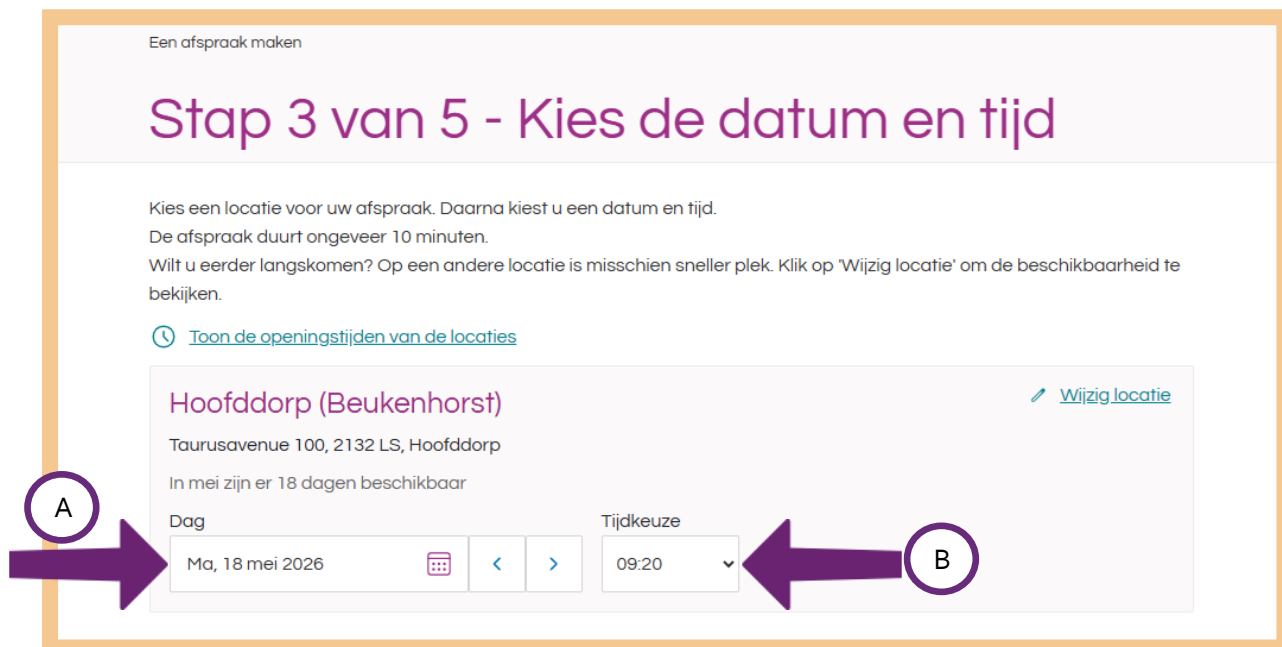 Een afspraak maken
Stap 3 van 5 - Kies de datum en tijd
Kies een locatie voor uw afspraak. Daarna kiest u een datum en tijd.
De afspraak duurt ongeveer 10 minuten.
Wilt u eerder langskomen? Op een andere locatie is misschien sneller plek. Klik op 'Wijzig locatie' om de beschikbaarheid te
bekijken.
Toon de openingstijden van de locaties
Hoofddorp (Beukenhorst)
Wijzig locatie
Taurusavenue 100, 2132 LS, Hoofddorp
In mei zijn er 18 dagen beschikbaar
A
Dag
Tijdkeuze
Ma, 18 mei 2026
09:20
B